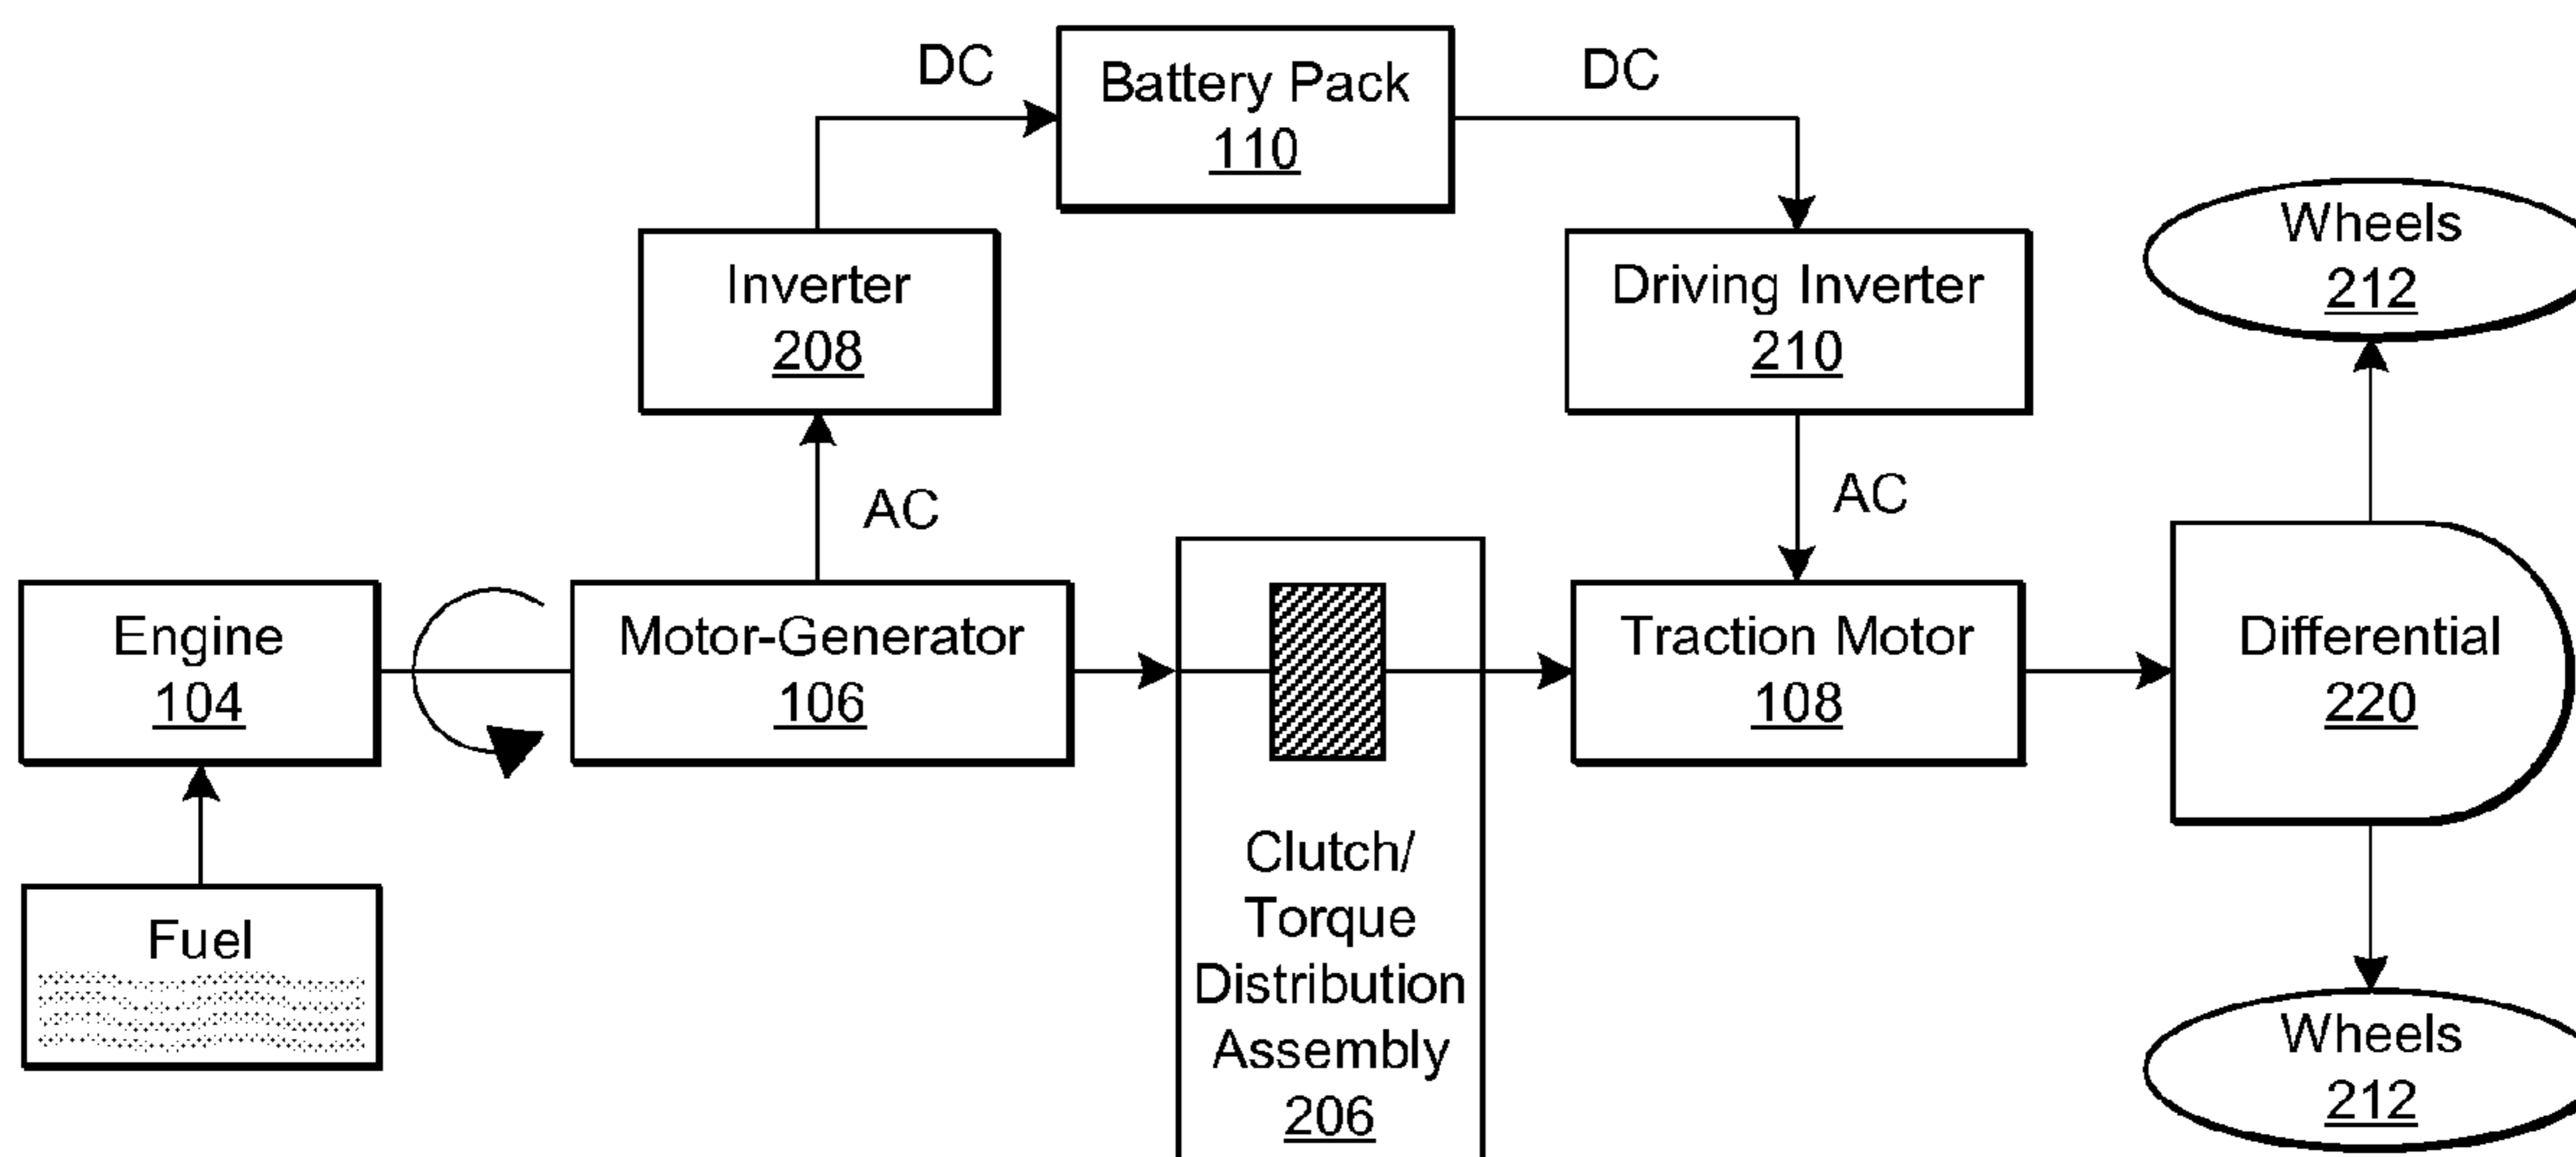 DC
Battery Pack
110
DC
Inverter
208
Driving Inverter
210
Wheels
212
AC
AC
Engine
104
Motor-Generator
106
Traction Motor
108
Differential
220
Fuel
Clutch/
Torque
Distribution
Assembly
206
Wheels
212